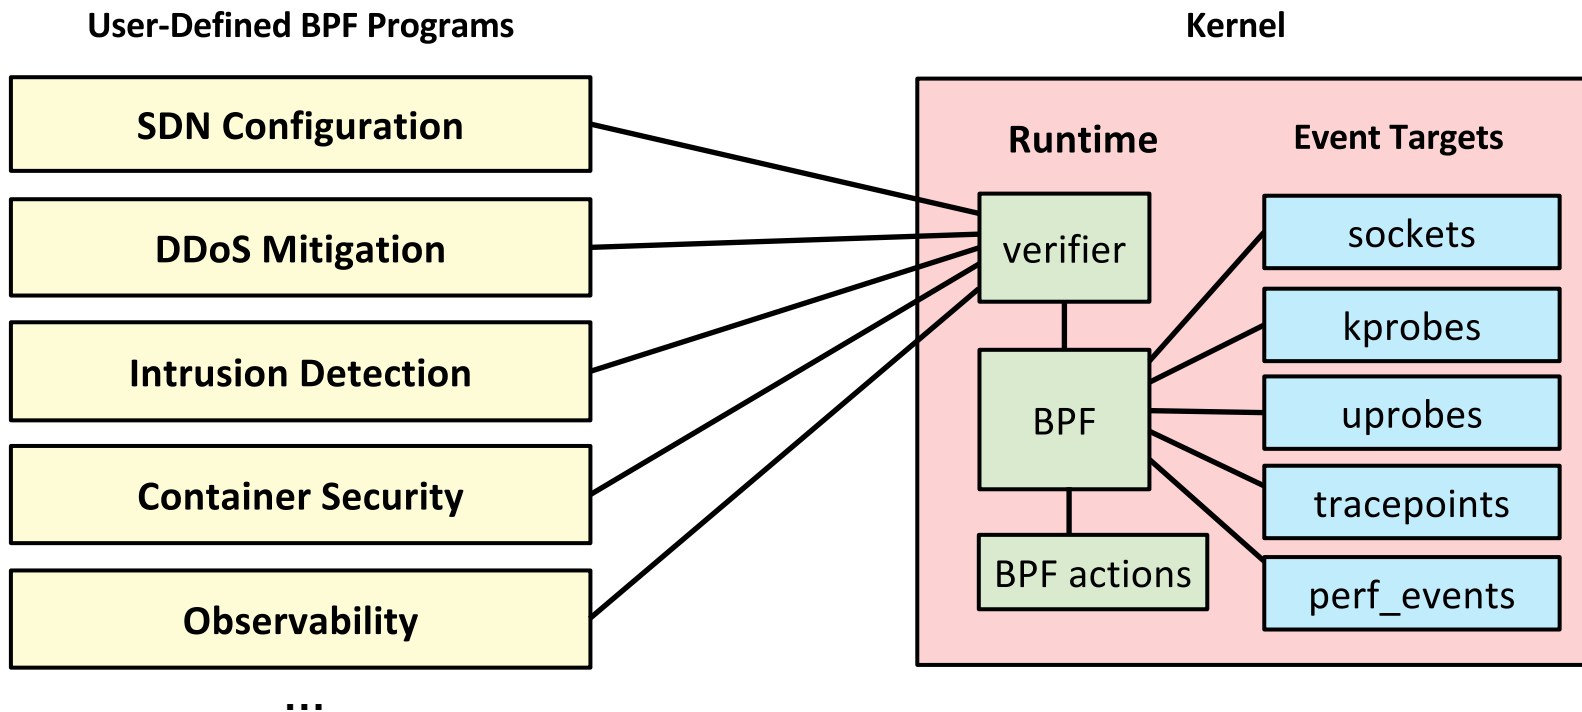 User-Defined BPF Programs
SDN Configuration
DDoS Mitigation
Intrusion Detection
Container Security
Observability
...
Kernel
Runtime
verifier
BPF
BPF actions
Event Targets
sockets
kprobes
uprobes
tracepoints
perf_events